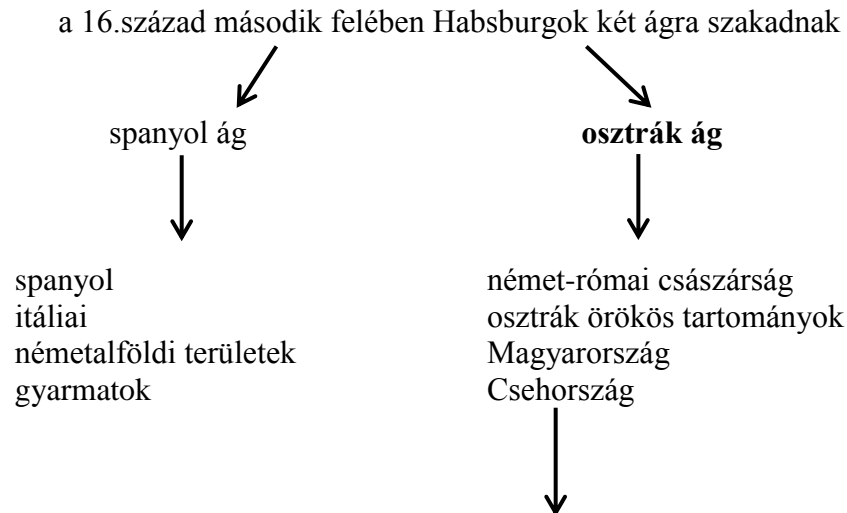 a 16.század második felében Habsburgok két ágra szakadnak
spanyol ág
osztrák ág
spanyol
itáliai
németalföldi területek
gyarmatok
német-római császárság
osztrák örökös tartományok
Magyarország
Csehország